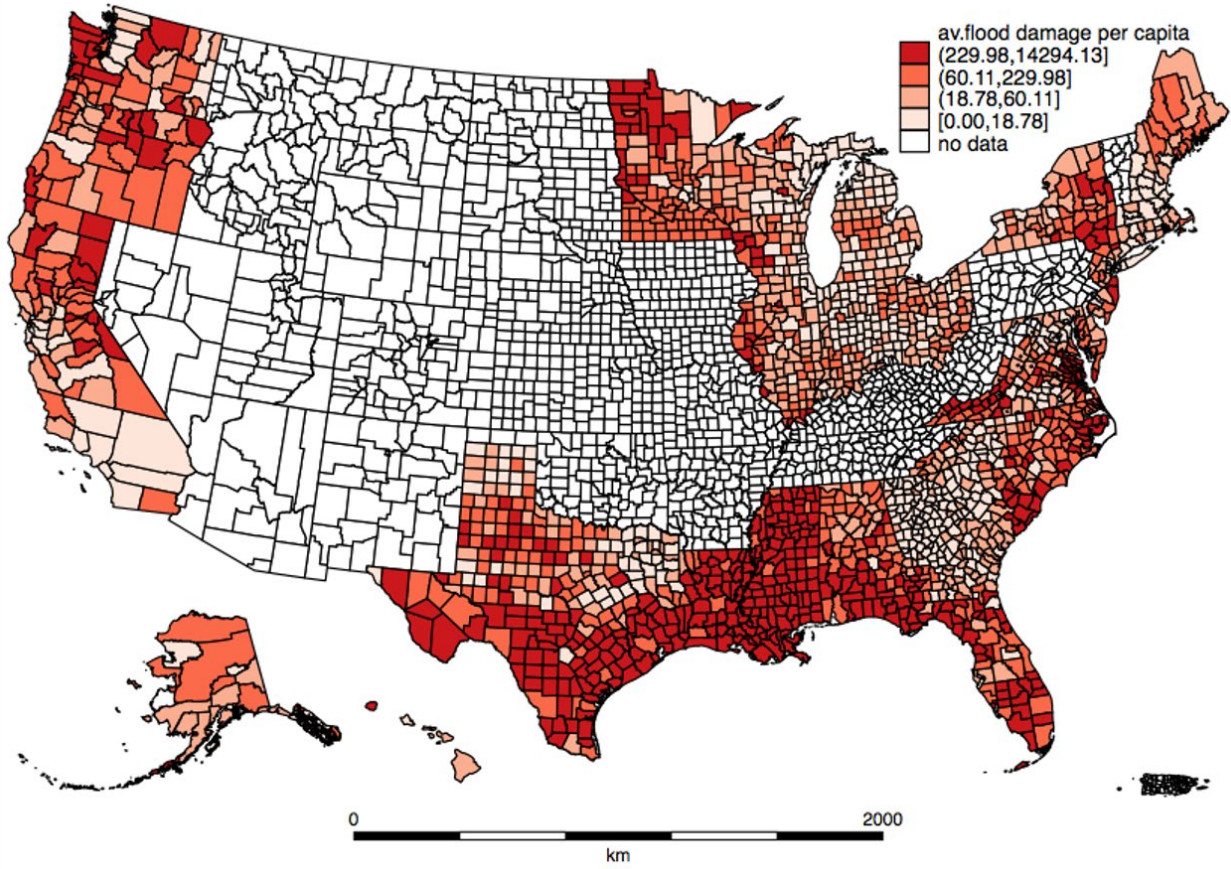 av.flood damage per capita
(229.98,14294.13]
(60.11,229.98]
(18.78,60.11]
[0.00,18.78]
no data
0 2000
km